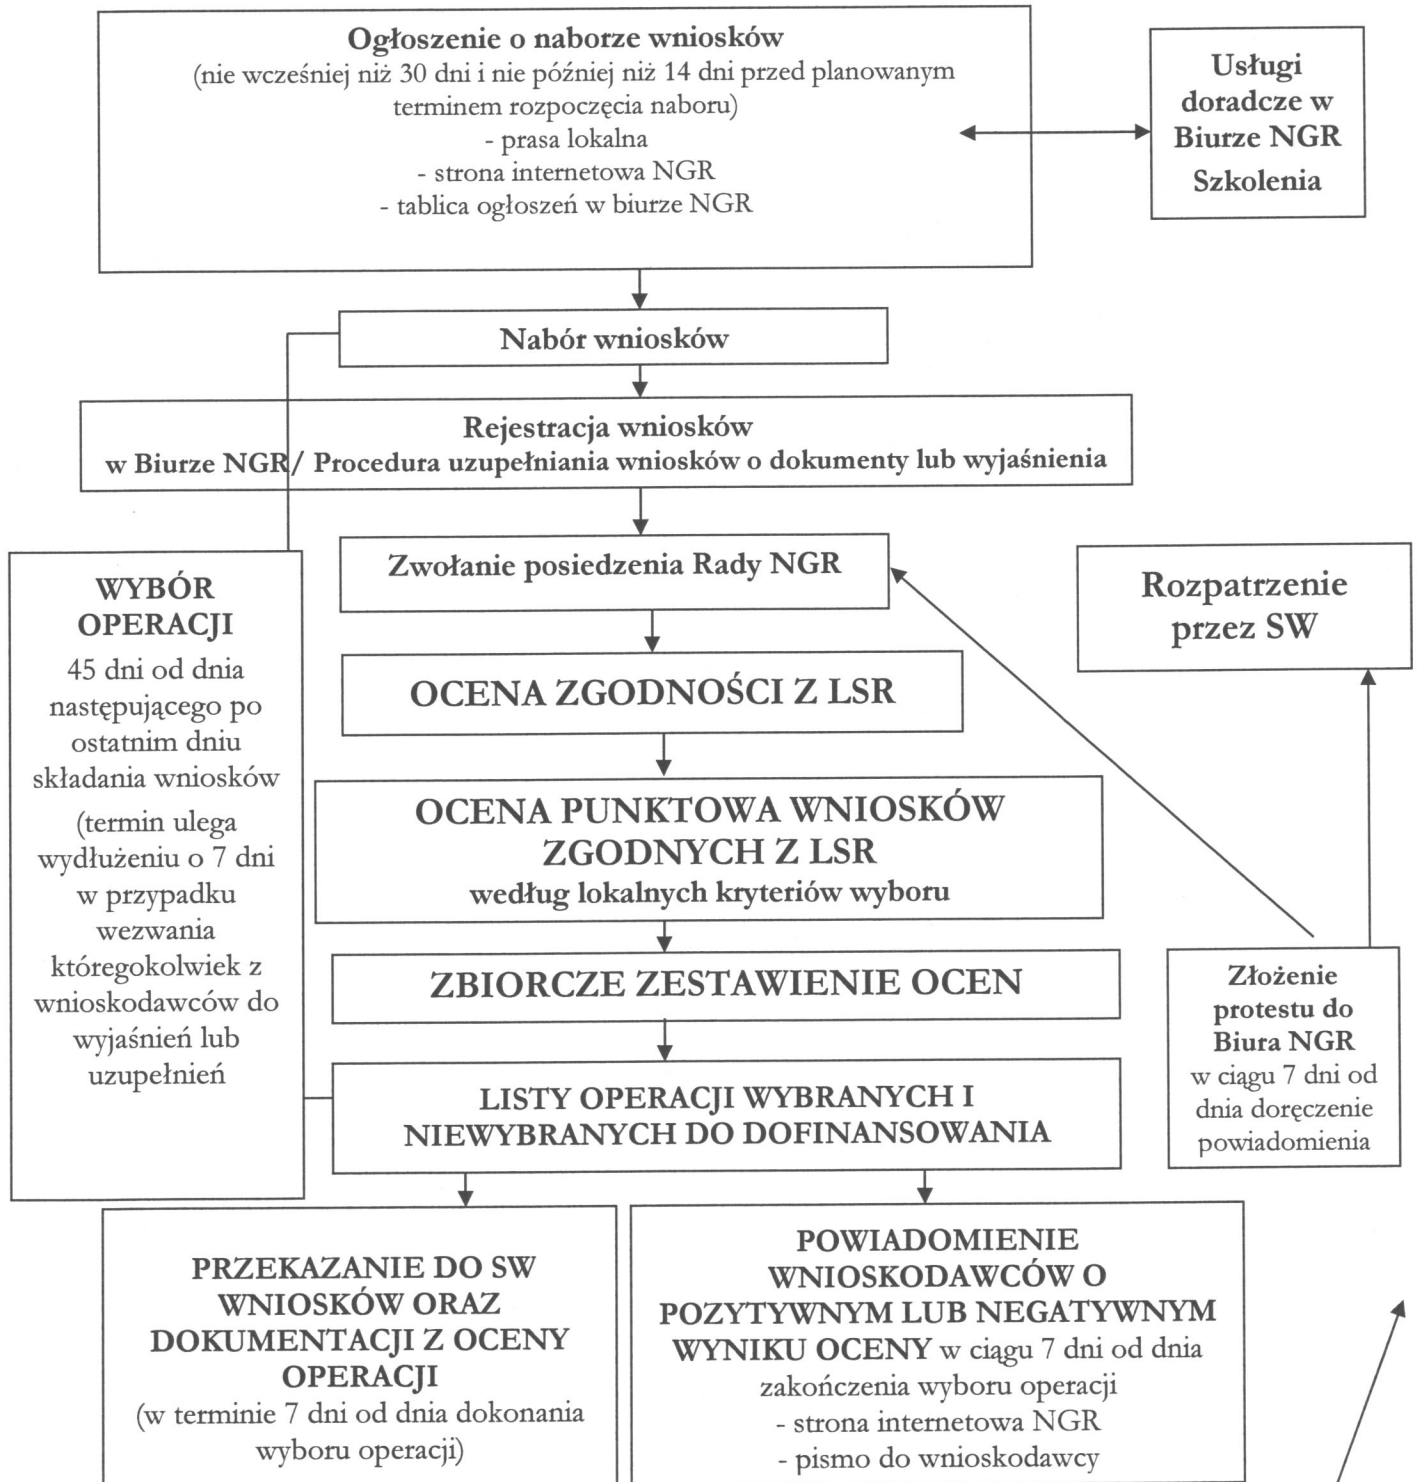 Ogłoszenie o naborze wniosków
(nie wcześniej niż 30 dni i nie później niż 14 dni przed planowanym
terminem rozpoczęcia naboru)
- prasa lokalna
- strona internetowa NGR
- tablica ogłoszeń w biurze NGR
Usługi
doradcze w
Biurze NGR
Szkolenia
Nabór wniosków
Rejestracja wniosków
w Biurze NGR/ Procedura uzupełniania wniosków o dokumenty lub wyjaśnienia
WYBÓR
OPERACJI
45 dni od dnia
następującego po
ostatnim dniu
składania wniosków
(termin ulega
wydłużeniu o 7 dni
w przypadku
wezwania
któregokolwiek z
wnioskodawców do
wyjaśnień lub
uzupełnień
Zwołanie posiedzenia Rady NGR
Rozpatrzenie
przez SW
OCENA ZGODNOŚCI Z LSR
OCENA PUNKTOWA WNIOSKÓW
ZGODNYCH Z LSR
według lokalnych kryteriów wyboru
ZBIORCZE ZESTAWIENIE OCEN
Złożenie
protestu do
Biura NGR
w ciągu 7 dni od
dnia doręczenie
powiadomienia
LISTY OPERACJI WYBRANYCH I
NIEWYBRANYCH DO DOFINANSOWANIA
PRZEKAZANIE DO SW
WNIOSKÓW ORAZ
DOKUMENTACJI Z OCENY
OPERACJI
(w terminie 7 dni od dnia dokonania
wyboru operacji)
POWIADOMIENIE
WNIOSKODAWCÓW O
POZYTYWNYM LUB NEGATYWNYM
WYNIKU OCENY w ciągu 7 dni od dnia
zakończenia wyboru operacji
- strona internetowa NGR
- pismo do wnioskodawcy